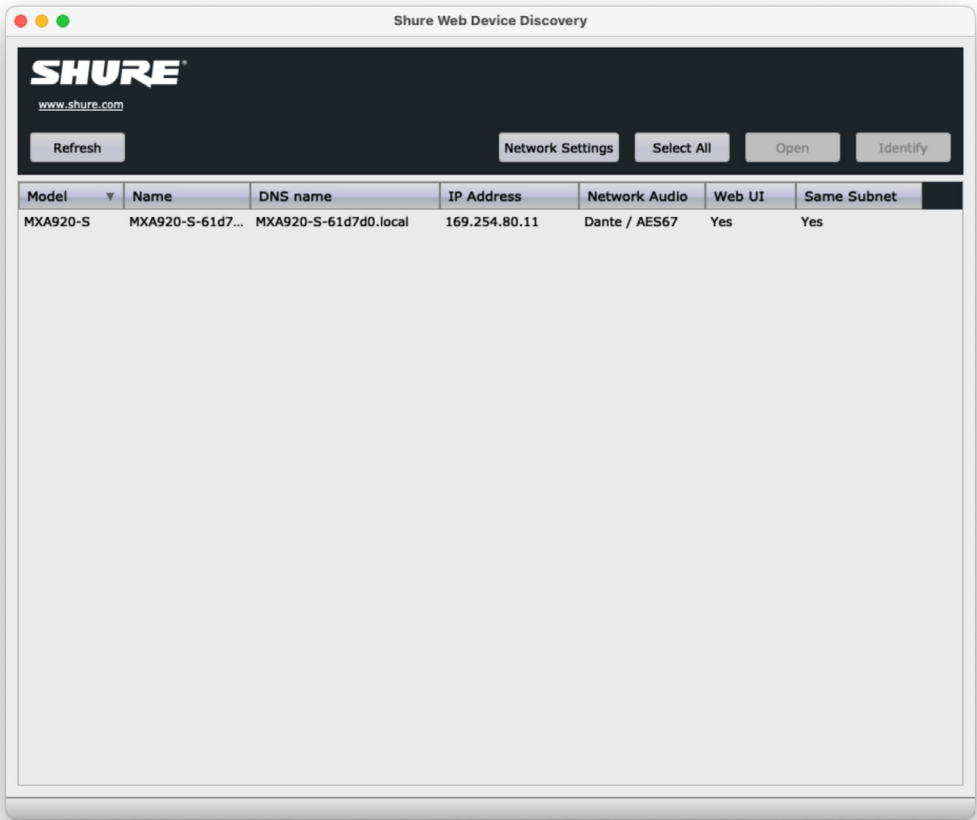 Shure Web Device Discovery
SHURE®
www.shure.com
Refresh Network Settings Select All Open Identify
Model Name DNS name IP Address Network Audio Web UI Same Subnet
MXA920-S MXA920-S-61d7... MXA920-S-61d7d0.local 169.254.80.11 Dante / AES67 Yes Yes